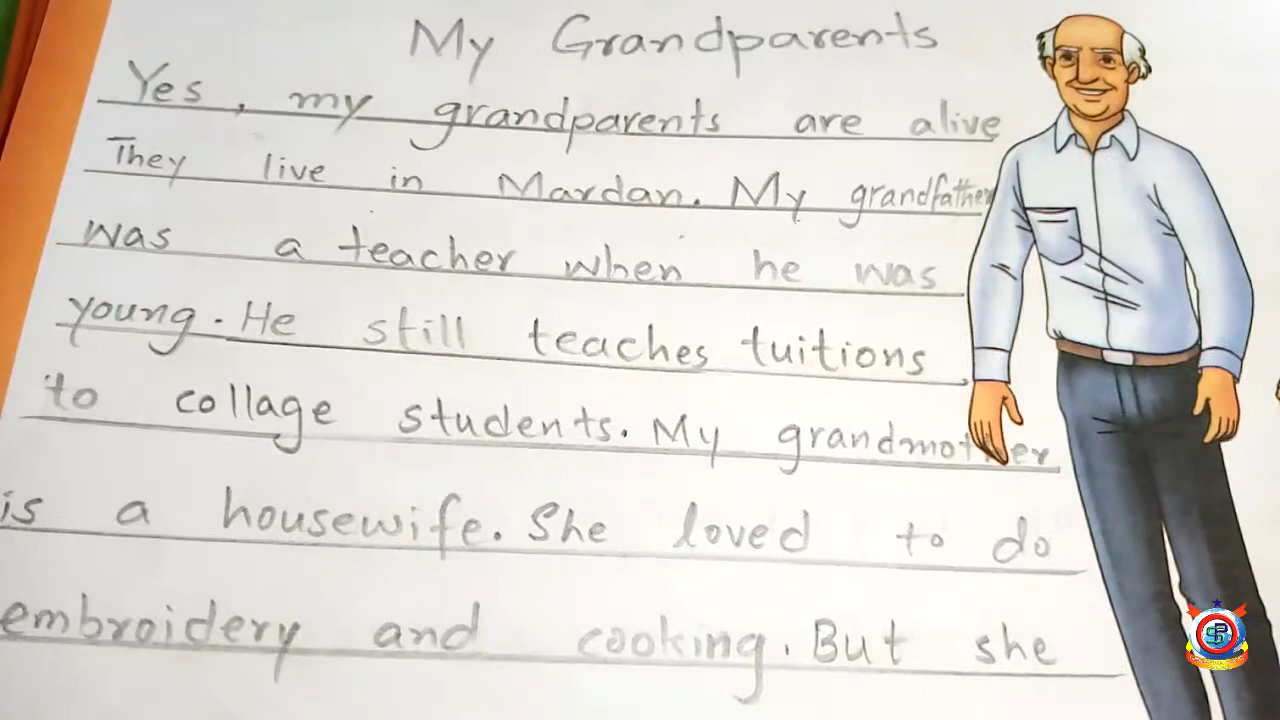 My Grandparents
Yes, my grandparents are alive
They live in Mardan. My grandfather
was a teacher when he was
young. He still teaches tuitions
to collage students. My grandmother
is a housewife. She loved to do
embroidery and cooking. But she